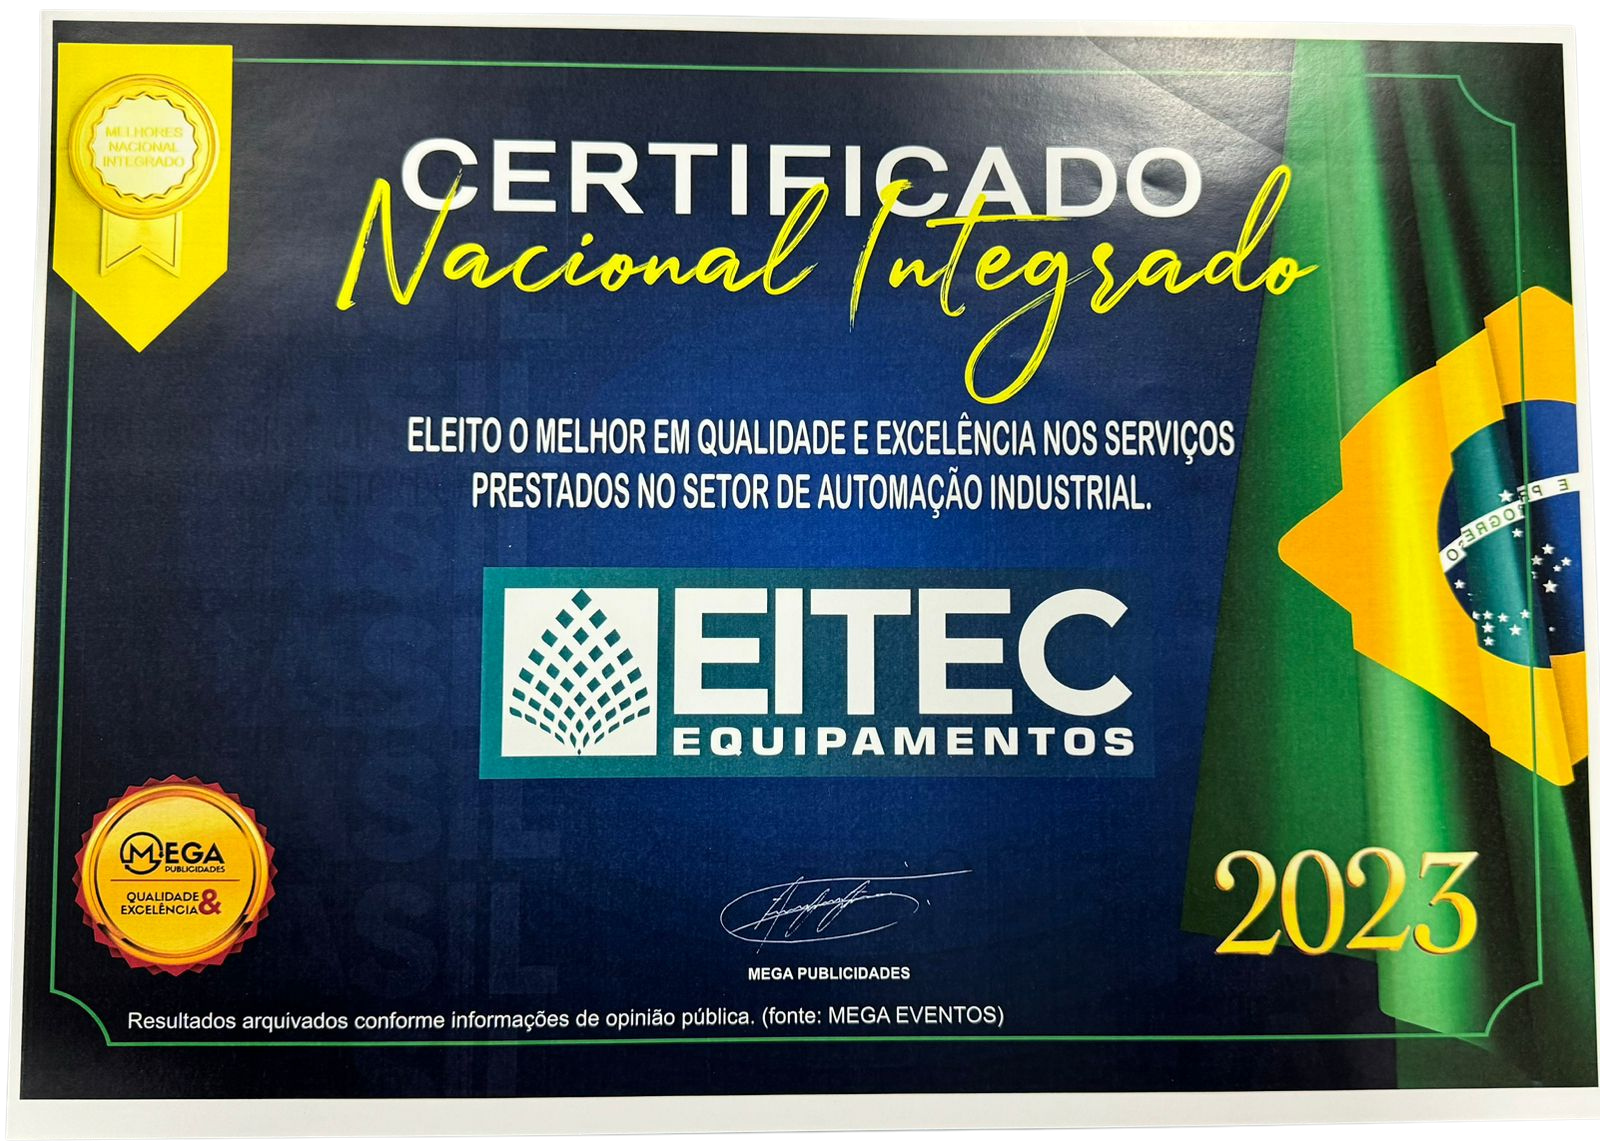 MELHORES
NACIONAL
INTEGRADO
CERTIFICADO
Nacional Integrado
ELEITO O MELHOR EM QUALIDADE E EXCELÊNCIA NOS SERVIÇOS
PRESTADOS NO SETOR DE AUTOMAÇÃO INDUSTRIAL.
EITEC
EQUIPAMENTOS
MEGA
PUBLICIDADES
QUALIDADE &
EXCELÊNCIA
2023
MEGA PUBLICIDADES
Resultados arquivados conforme informações de opinião pública. (fonte: MEGA EVENTOS)